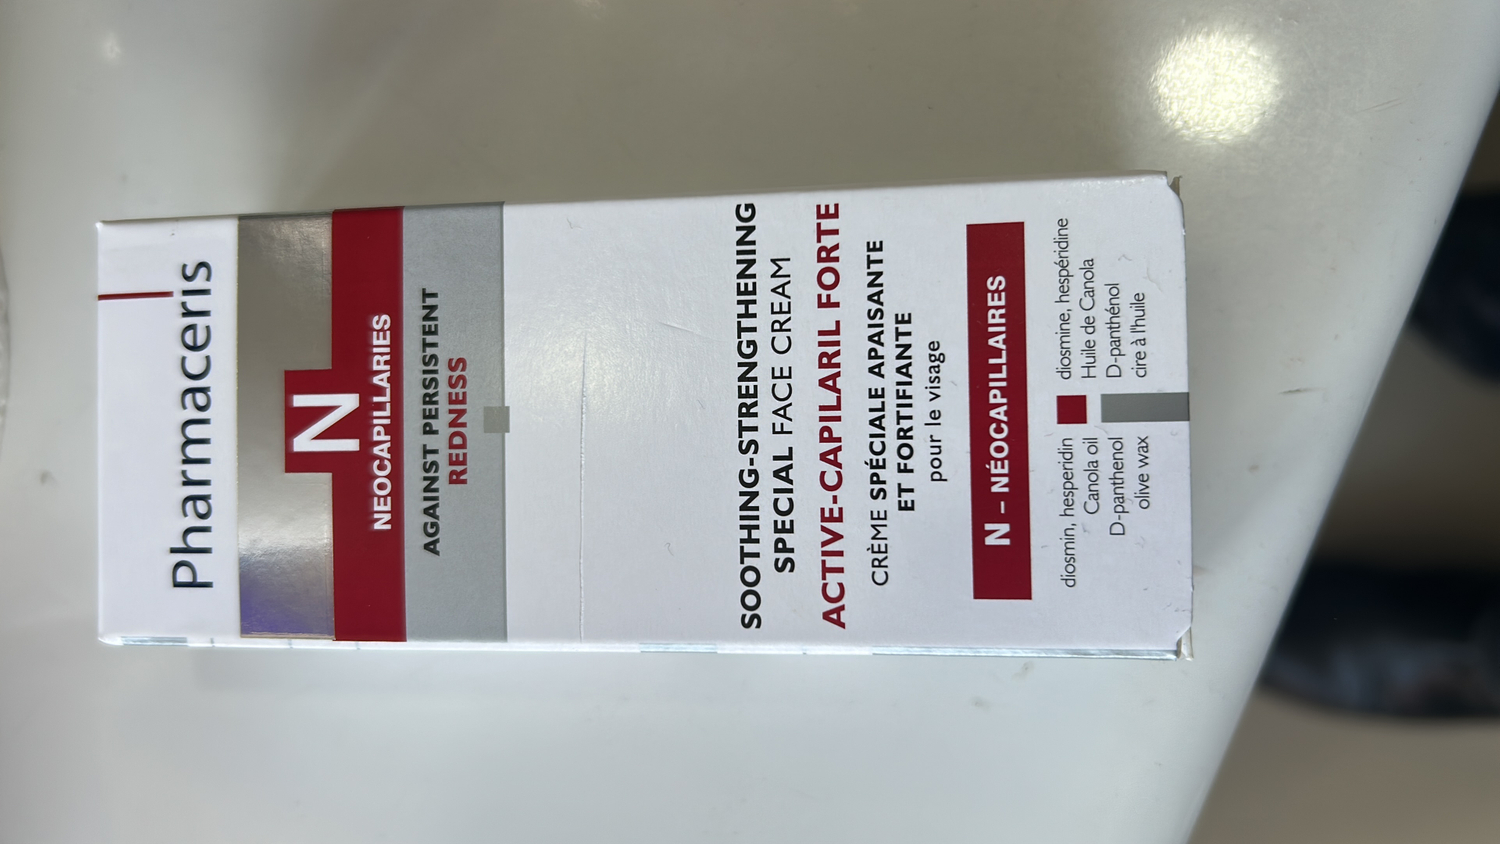 Pharmaceris
N
NEOCAPILLARIES
AGAINST PERSISTENT
REDNESS
SOOTHING-STRENGTHENING
SPECIAL FACE CREAM
ACTIVE-CAPILARIL FORTE
CRÈME SPÉCIALE APAISANTE
ET FORTIFIANTE
pour le visage
N – NÉOCAPILLAIRES
diosmin, hesperidin
Canola oil
D-panthenol
olive wax
diosmine, hespéridine
Huile de Canola
D-panthénol
cire à l'huile